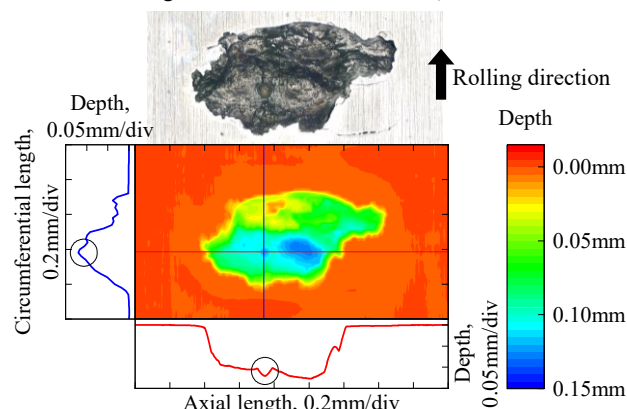 Rolling direction
Depth,
0.05mm/div
Circumferential length,
0.2mm/div
Depth
0.00mm
0.05mm
0.10mm
0.15mm
Depth,
0.05mm/div
Axial length, 0.2mm/div